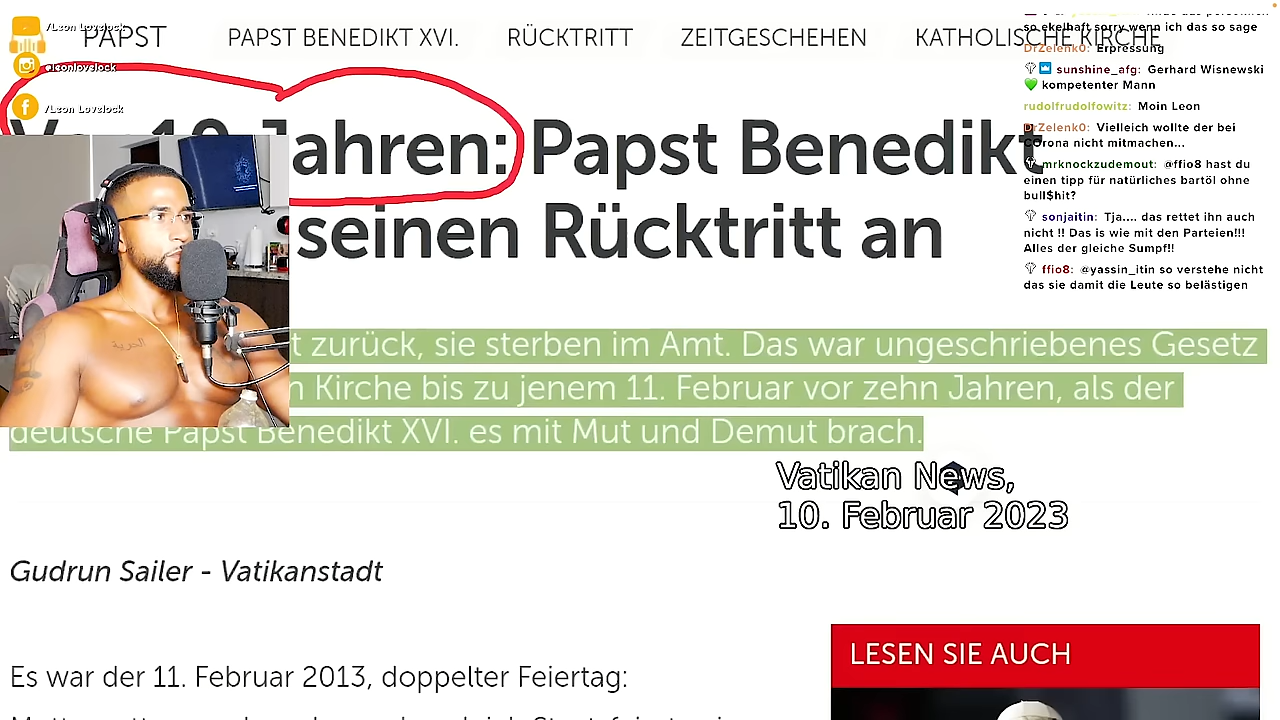 /Leon Lovelock
@leonlovelock
/Leon Lovelock
PAPST PAPST BENEDIKT XVI. RÜCKTRITT ZEITGESCHEHEN KATHOLISCHE KIRCHE
Jahren: Papst Benedikt
seinen Rücktritt an
zurück, sie sterben im Amt. Das war ungeschriebenes Gesetz
Kirche bis zu jenem 11. Februar vor zehn Jahren, als der
deutsche Papst Benedikt XVI. es mit Mut und Demut brach.
Vatikan News,
10. Februar 2023
Gudrun Sailer - Vatikanstadt
Es war der 11. Februar 2013, doppelter Feiertag:
LESEN SIE AUCH
so ekelhaft sorry wenn ich das so sage
DrZelenk0: Erpressung
sunshine_afg: Gerhard Wisnewski
💚 kompetenter Mann
rudolfrudolfowitz: Moin Leon
DrZelenk0: Vielleich wollte der bei
Corona nicht mitmachen...
mrknockzudemout: @ffio8 hast du
einen tipp für natürliches bartöl ohne
bull$hit?
sonjaitin: Tja.... das rettet ihn auch
nicht !! Das is wie mit den Parteien!!!
Alles der gleiche Sumpf!!
ffio8: @yassin_itin so verstehe nicht
das sie damit die Leute so belästigen